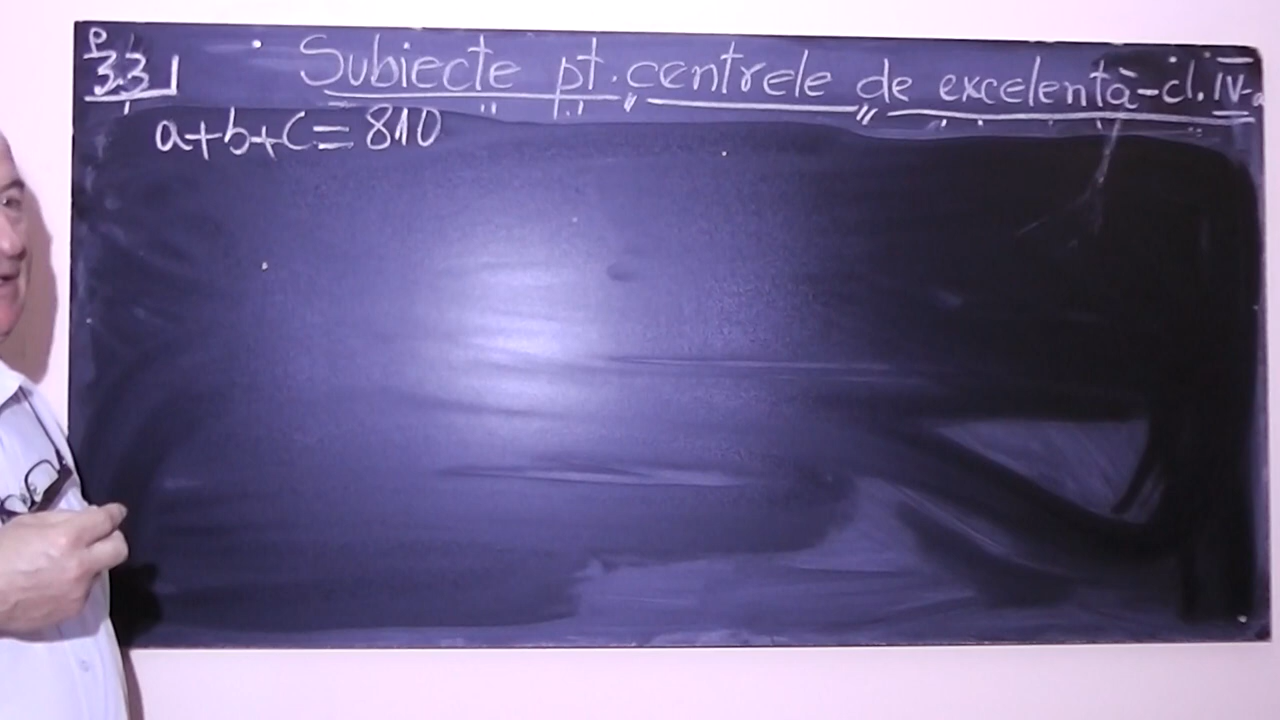 P 3.3
Subiecte pt. centrele de excelență - cl. IV-a
a+b+c=810